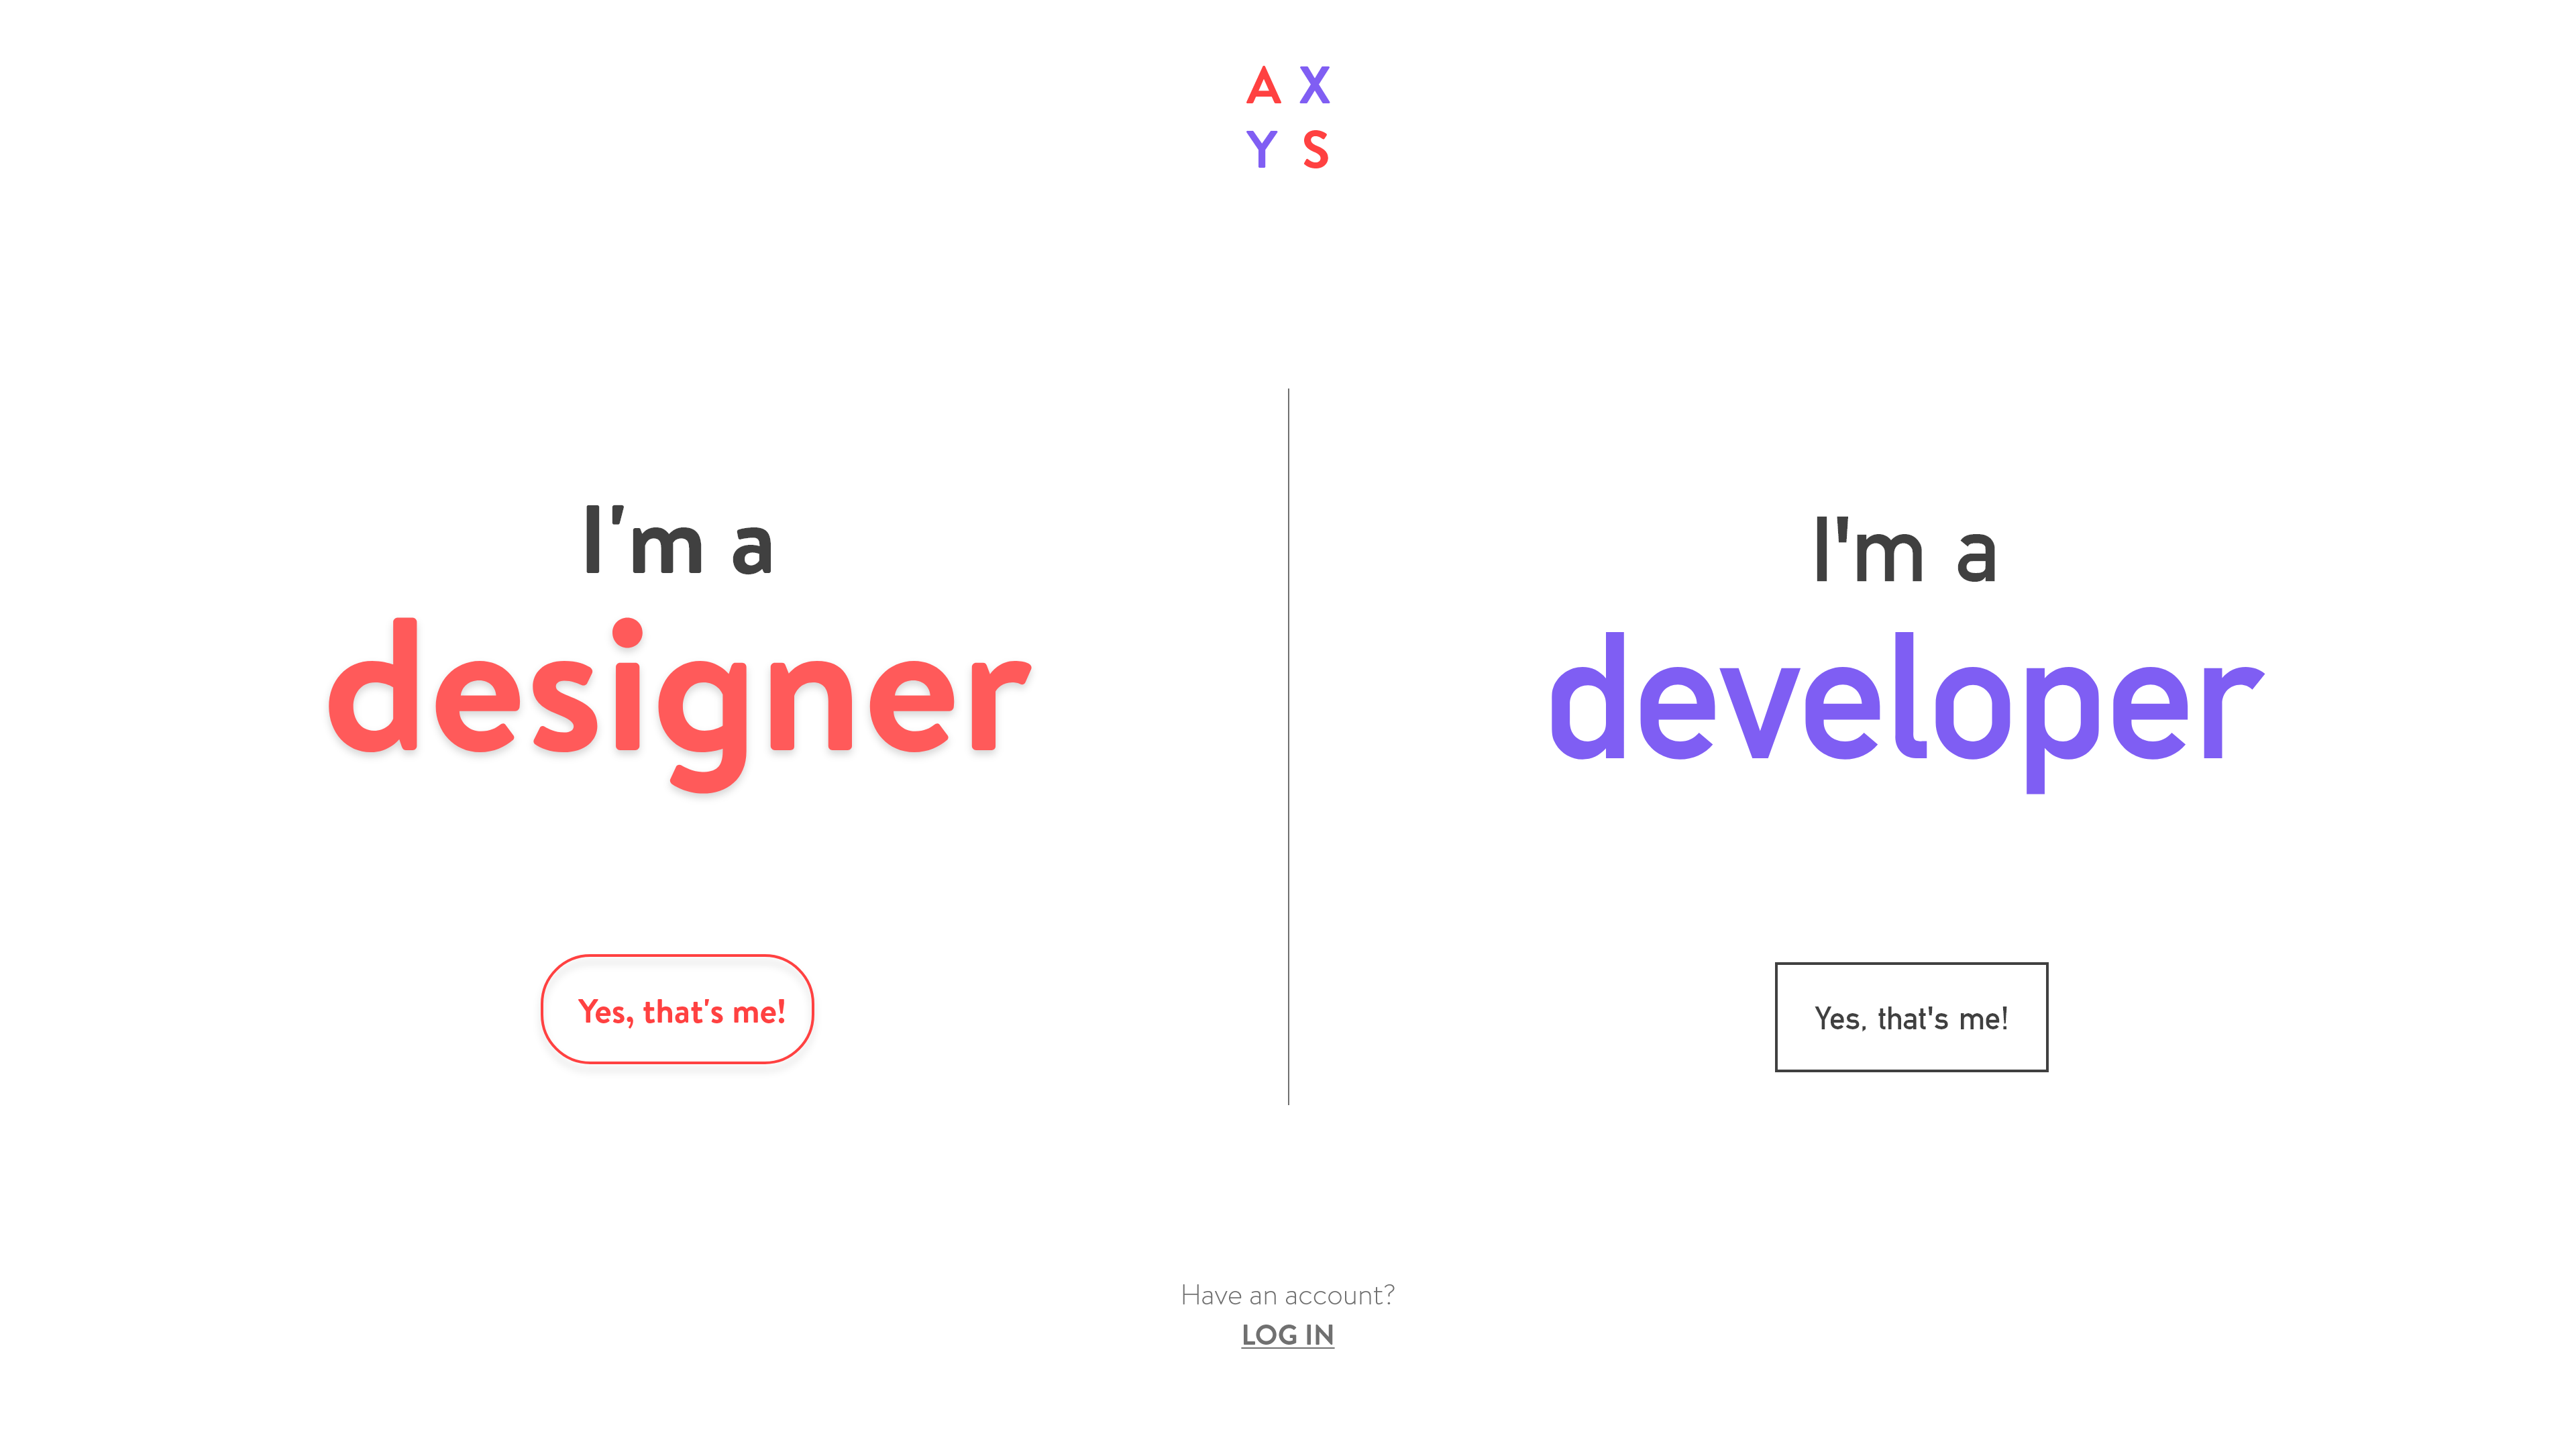 A X
Y S
I'm a
designer
Yes, that's me!
I'm a
developer
Yes, that's me!
Have an account?
LOG IN